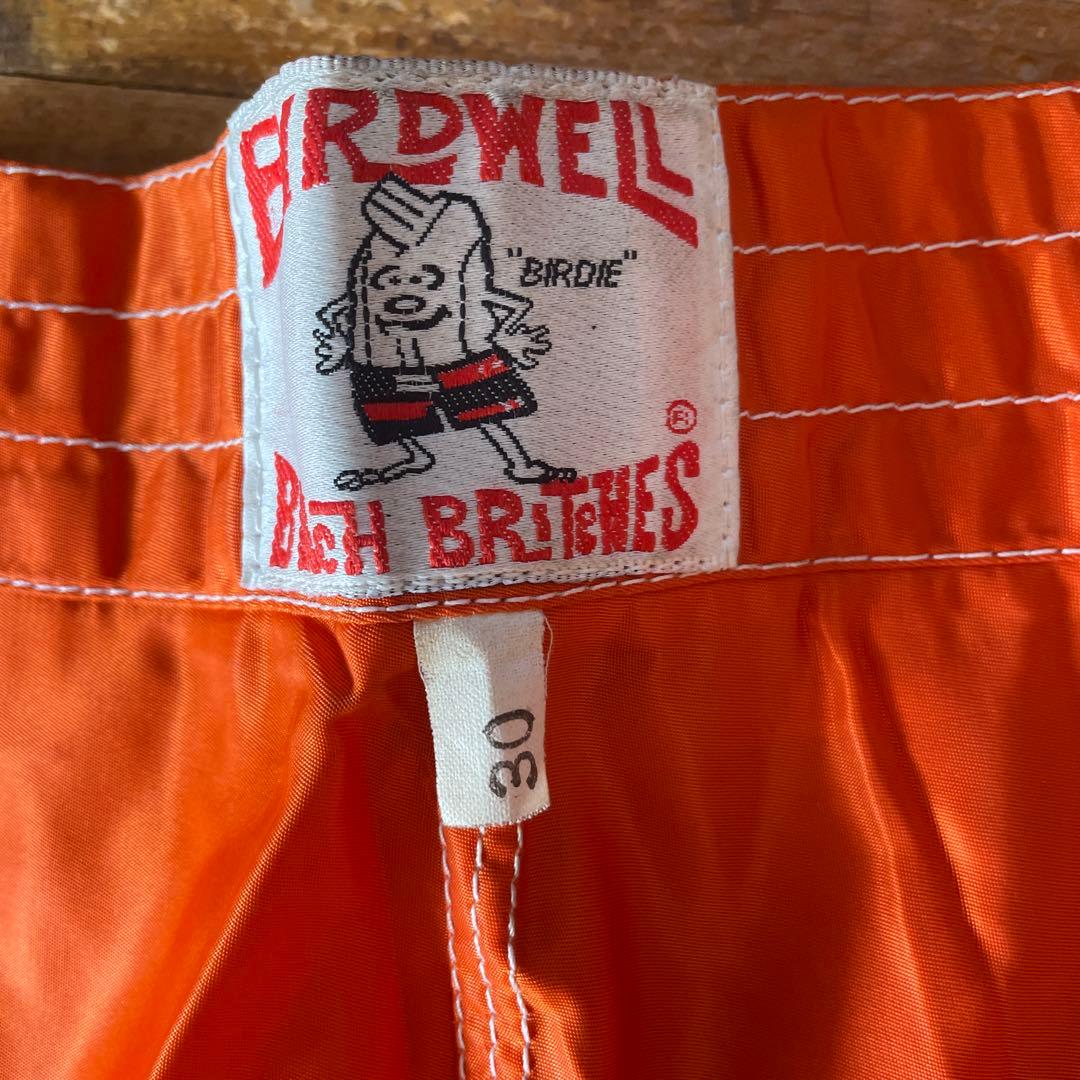 BIRDWELL
"BIRDIE"
®
BEACH BRITCHES
30